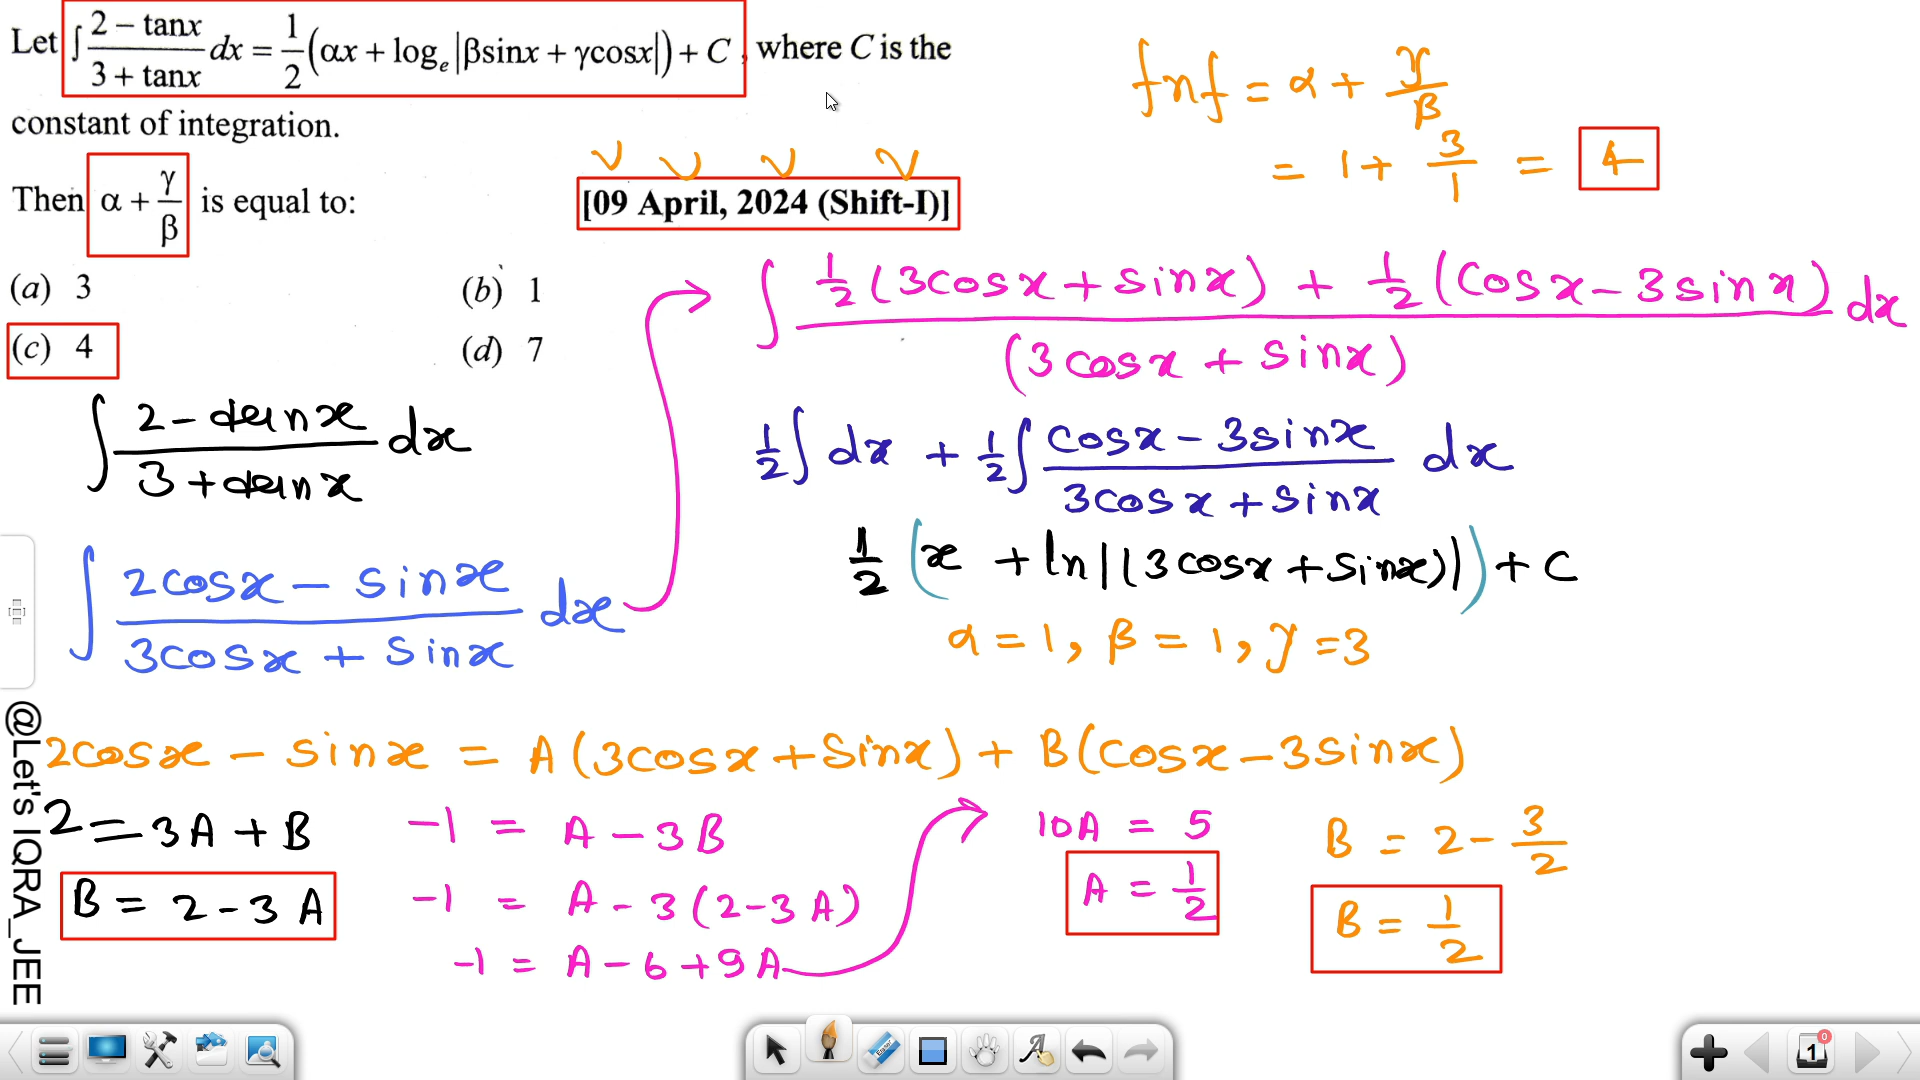 Let ∫ (2 − tanx)/(3 + tanx) dx = 1/2 (αx + logₑ |βsinx + γcosx|) + C, where C is the
constant of integration.
Then α + γ/β is equal to:
[09 April, 2024 (Shift-I)]
(a) 3
(b) 1
(c) 4
(d) 7
fnf = α + γ/β
= 1 + 3/1 = 4
∫ (2 − tanx)/(3 + tanx) dx
∫ (2cosx − sinx)/(3cosx + sinx) dx
∫ (½(3cosx + sinx) + ½(cosx − 3sinx))/(3cosx + sinx) dx
½∫ dx + ½∫ (cosx − 3sinx)/(3cosx + sinx) dx
½ (x + ln|(3cosx + sinx)|) + C
α = 1, β = 1, γ = 3
2cosx − sinx = A(3cosx + sinx) + B(cosx − 3sinx)
2 = 3A + B
B = 2 − 3A
−1 = A − 3B
−1 = A − 3(2 − 3A)
−1 = A − 6 + 9A
10A = 5
A = 1/2
B = 2 − 3/2
B = 1/2
@Let's IQRA_JEE
Eraser
A
1
0